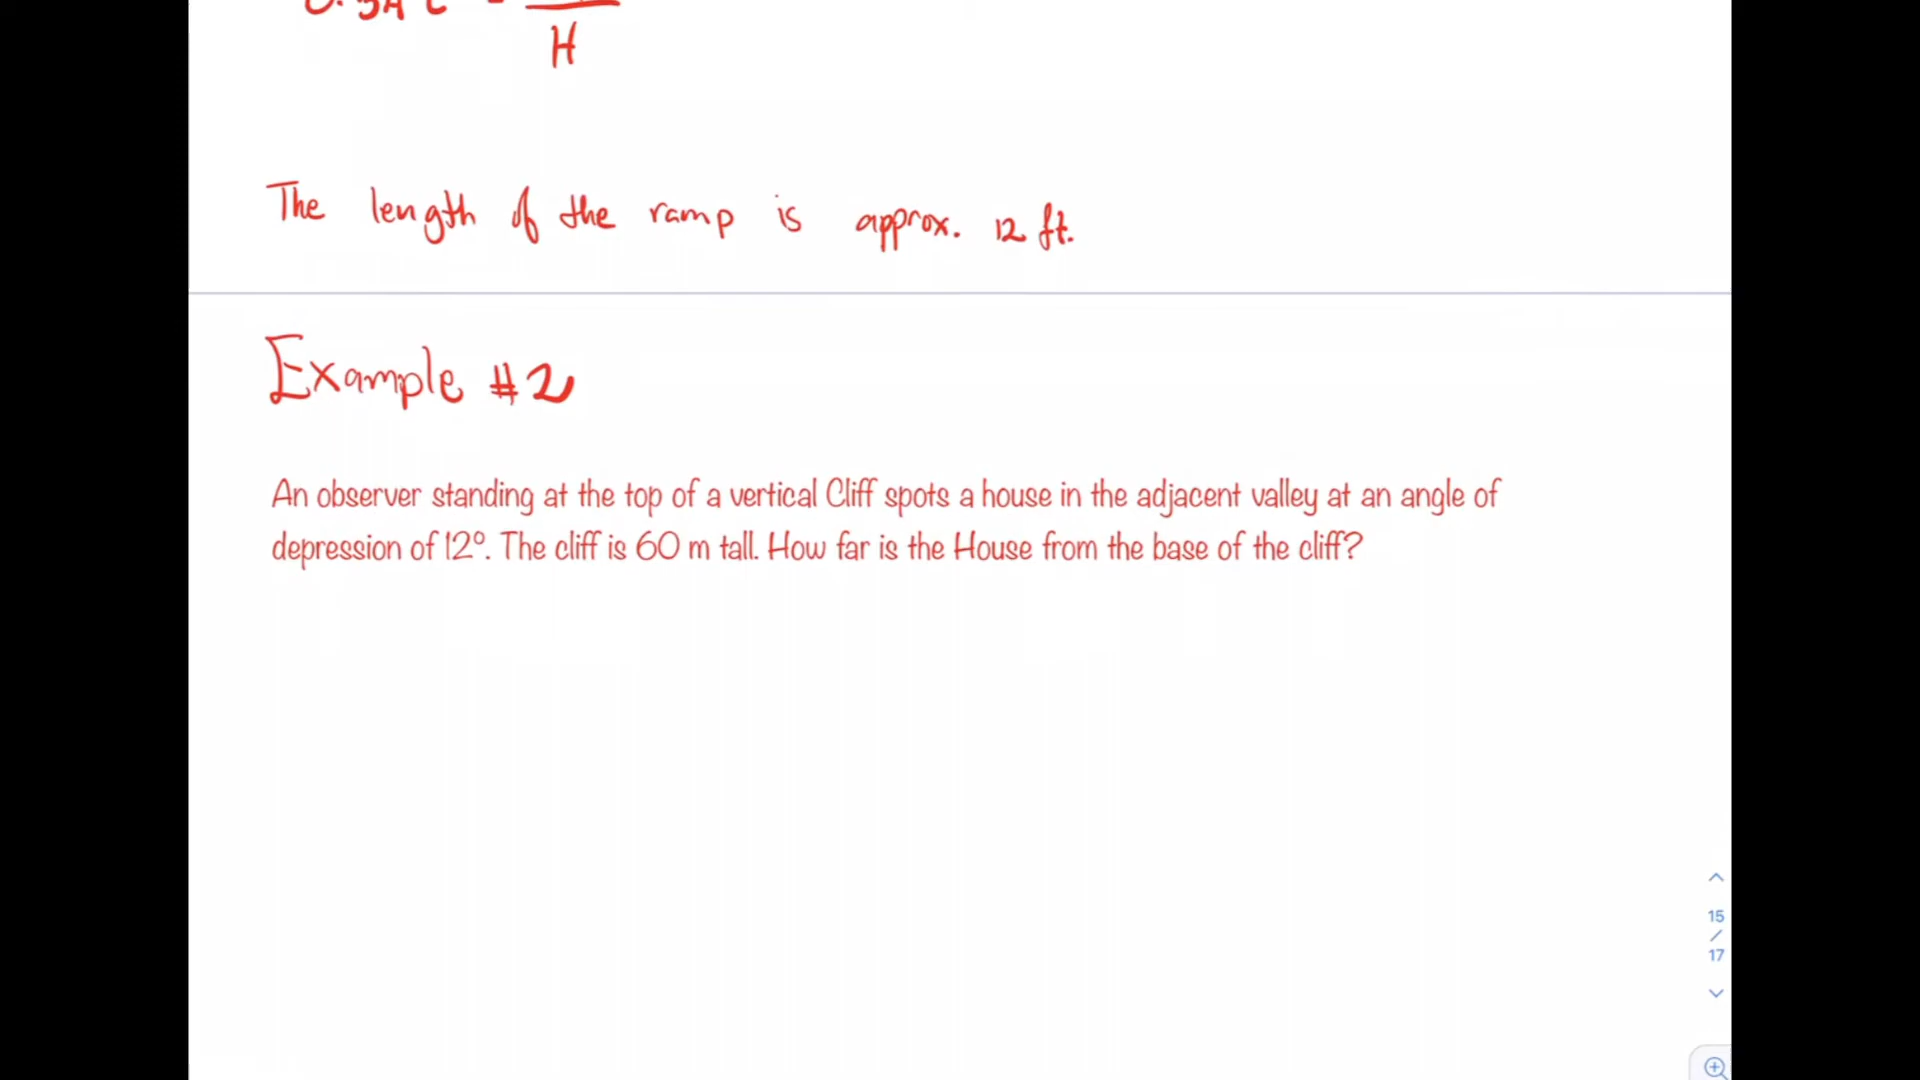 H
The length of the ramp is approx. 12 ft.
Example #2
An observer standing at the top of a vertical Cliff spots a house in the adjacent valley at an angle of
depression of 12°. The cliff is 60 m tall. How far is the House from the base of the cliff?
15
/
17